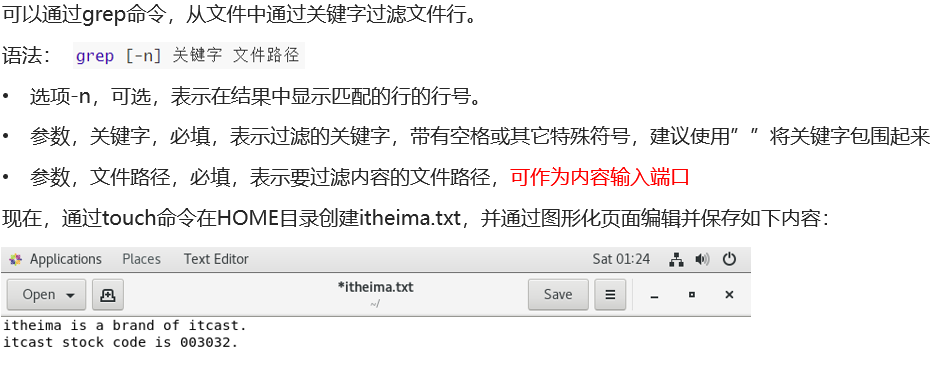 可以通过grep命令，从文件中通过关键字过滤文件行。
语法： grep [-n] 关键字 文件路径
• 选项-n，可选，表示在结果中显示匹配的行的行号。
• 参数，关键字，必填，表示过滤的关键字，带有空格或其它特殊符号，建议使用” ”将关键字包围起来
• 参数，文件路径，必填，表示要过滤内容的文件路径，可作为内容输入端口
现在，通过touch命令在HOME目录创建itheima.txt，并通过图形化页面编辑并保存如下内容：
Applications Places Text Editor Sat 01:24
Open *itheima.txt Save
~/
itheima is a brand of itcast.
itcast stock code is 003032.